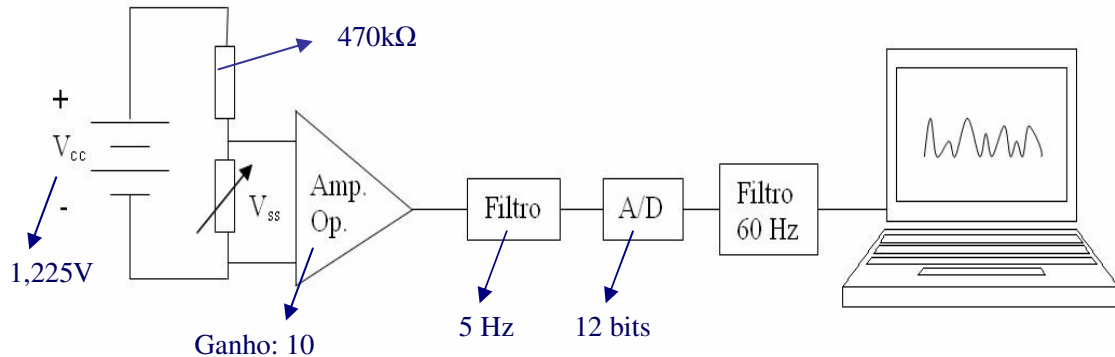 470kΩ
+
Vcc
-
1,225V
Vss
Amp.
Op.
Ganho: 10
Filtro
5 Hz
A/D
12 bits
Filtro
60 Hz